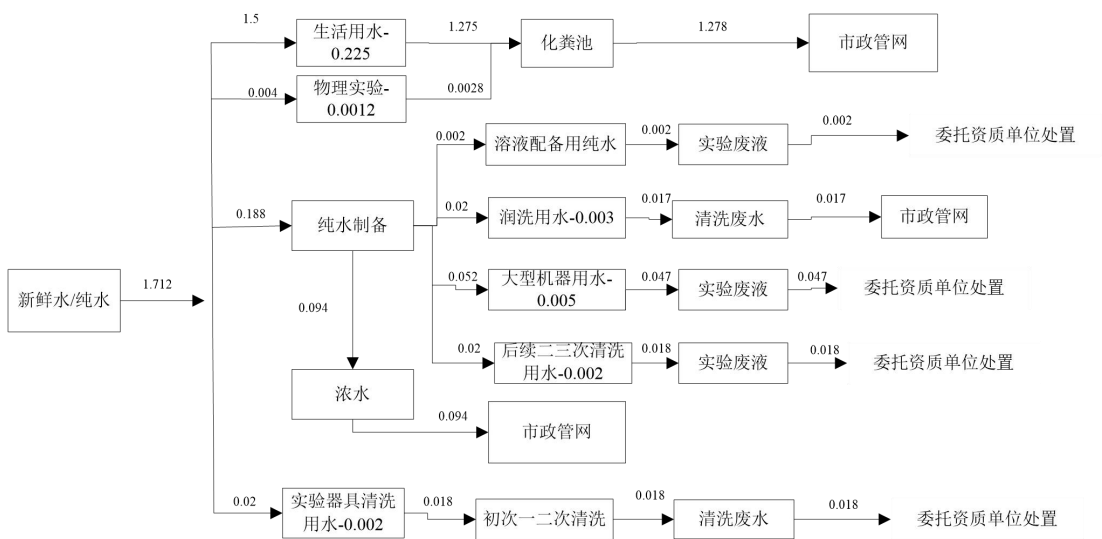 1.5
生活用水-
0.225
1.275
化粪池
1.278
市政管网
0.004
物理实验-
0.0012
0.0028
0.002
溶液配备用纯水
0.002
实验废液
0.002
委托资质单位处置
0.188
纯水制备
0.02
润洗用水-0.003
0.017
清洗废水
0.017
市政管网
新鲜水/纯水
1.712
0.052
大型机器用水-
0.005
0.047
实验废液
0.047
委托资质单位处置
0.094
0.02
后续二三次清洗
用水-0.002
0.018
实验废液
0.018
委托资质单位处置
浓水
0.094
市政管网
0.02
实验器具清洗
用水-0.002
0.018
初次一二次清洗
0.018
清洗废水
0.018
委托资质单位处置